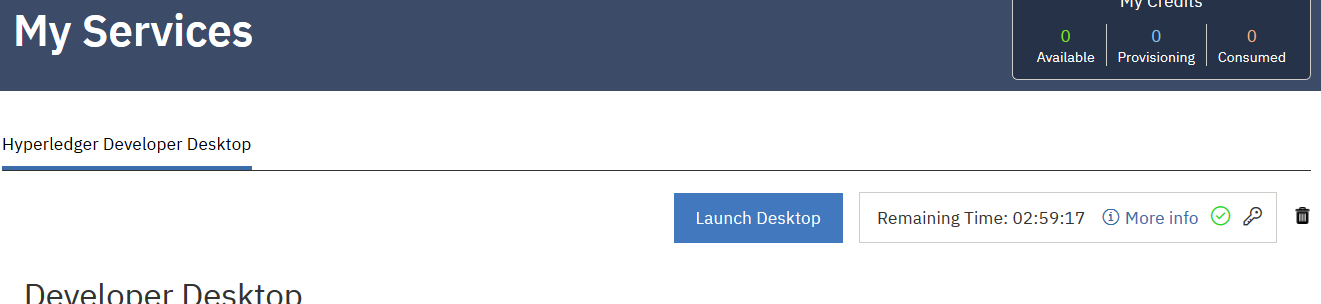 My Services
My Credits
0 0 0
Available Provisioning Consumed
Hyperledger Developer Desktop
Launch Desktop
Remaining Time: 02:59:17 More info
Developer Desktop